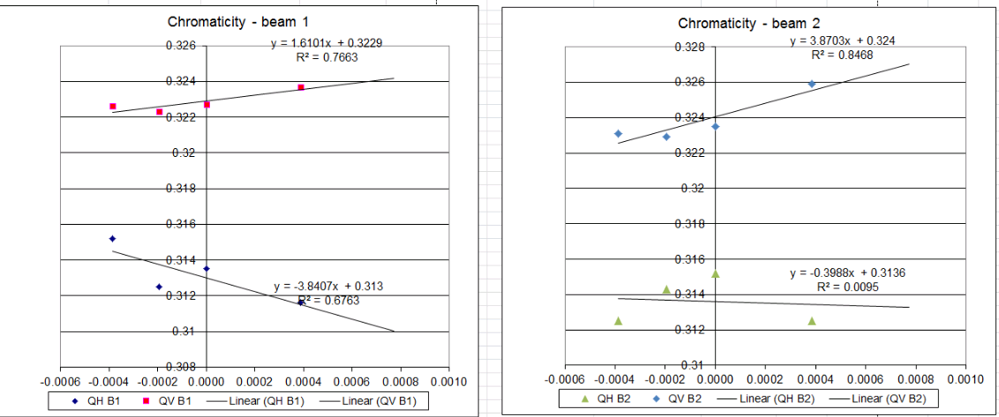 Chromaticity - beam 1
y = 1.6101x + 0.3229
R² = 0.7663
0.326
0.324
0.322
0.32
0.318
0.316
0.314
0.312
0.31
0.308
y = -3.8407x + 0.313
R² = 0.6763
-0.0006 -0.0004 -0.0002 0.0000 0.0002 0.0004 0.0006 0.0008 0.0010
QH B1 QV B1 Linear (QH B1) Linear (QV B1)
Chromaticity - beam 2
y = 3.8703x + 0.324
R² = 0.8468
0.328
0.326
0.324
0.322
0.32
0.318
0.316
0.314
0.312
0.31
y = -0.3988x + 0.3136
R² = 0.0095
-0.0006 -0.0004 -0.0002 0.0000 0.0002 0.0004 0.0006 0.0008 0.0010
QH B2 QV B2 Linear (QH B2) Linear (QV B2)